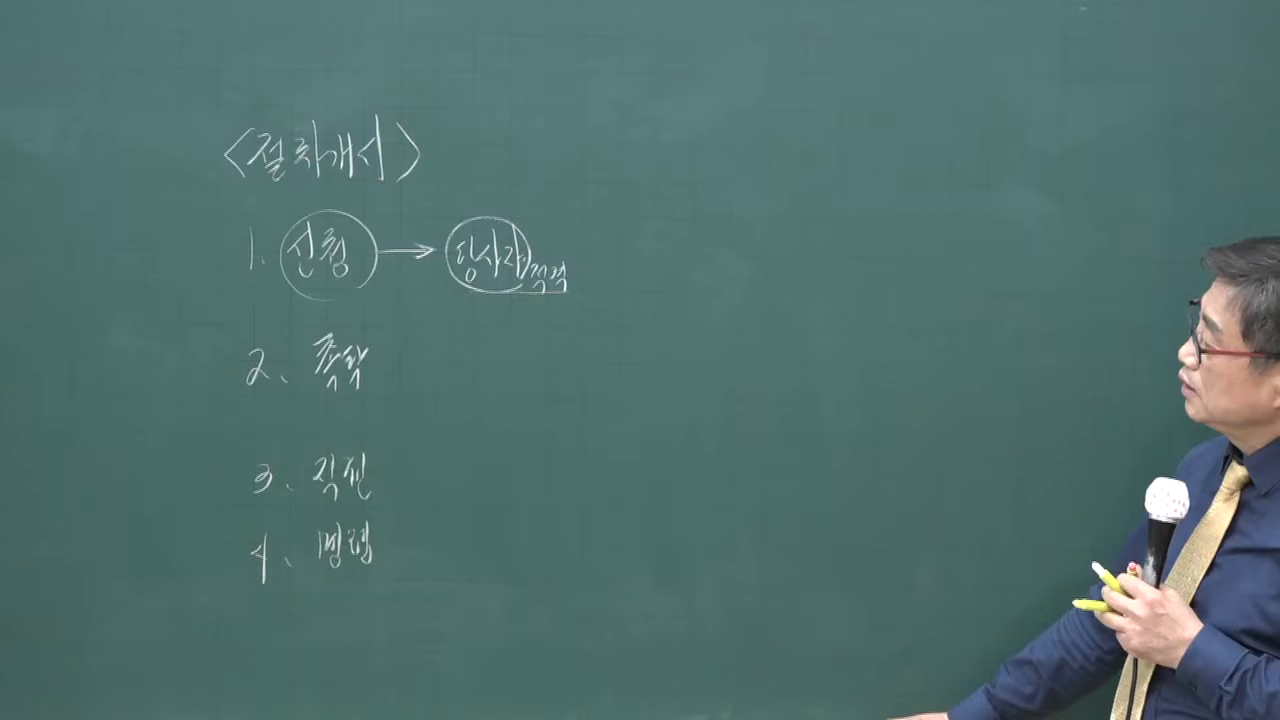 <절차개시>
1. 신청 → 당사자적격
2. 촉탁
3. 직권
4. 명령